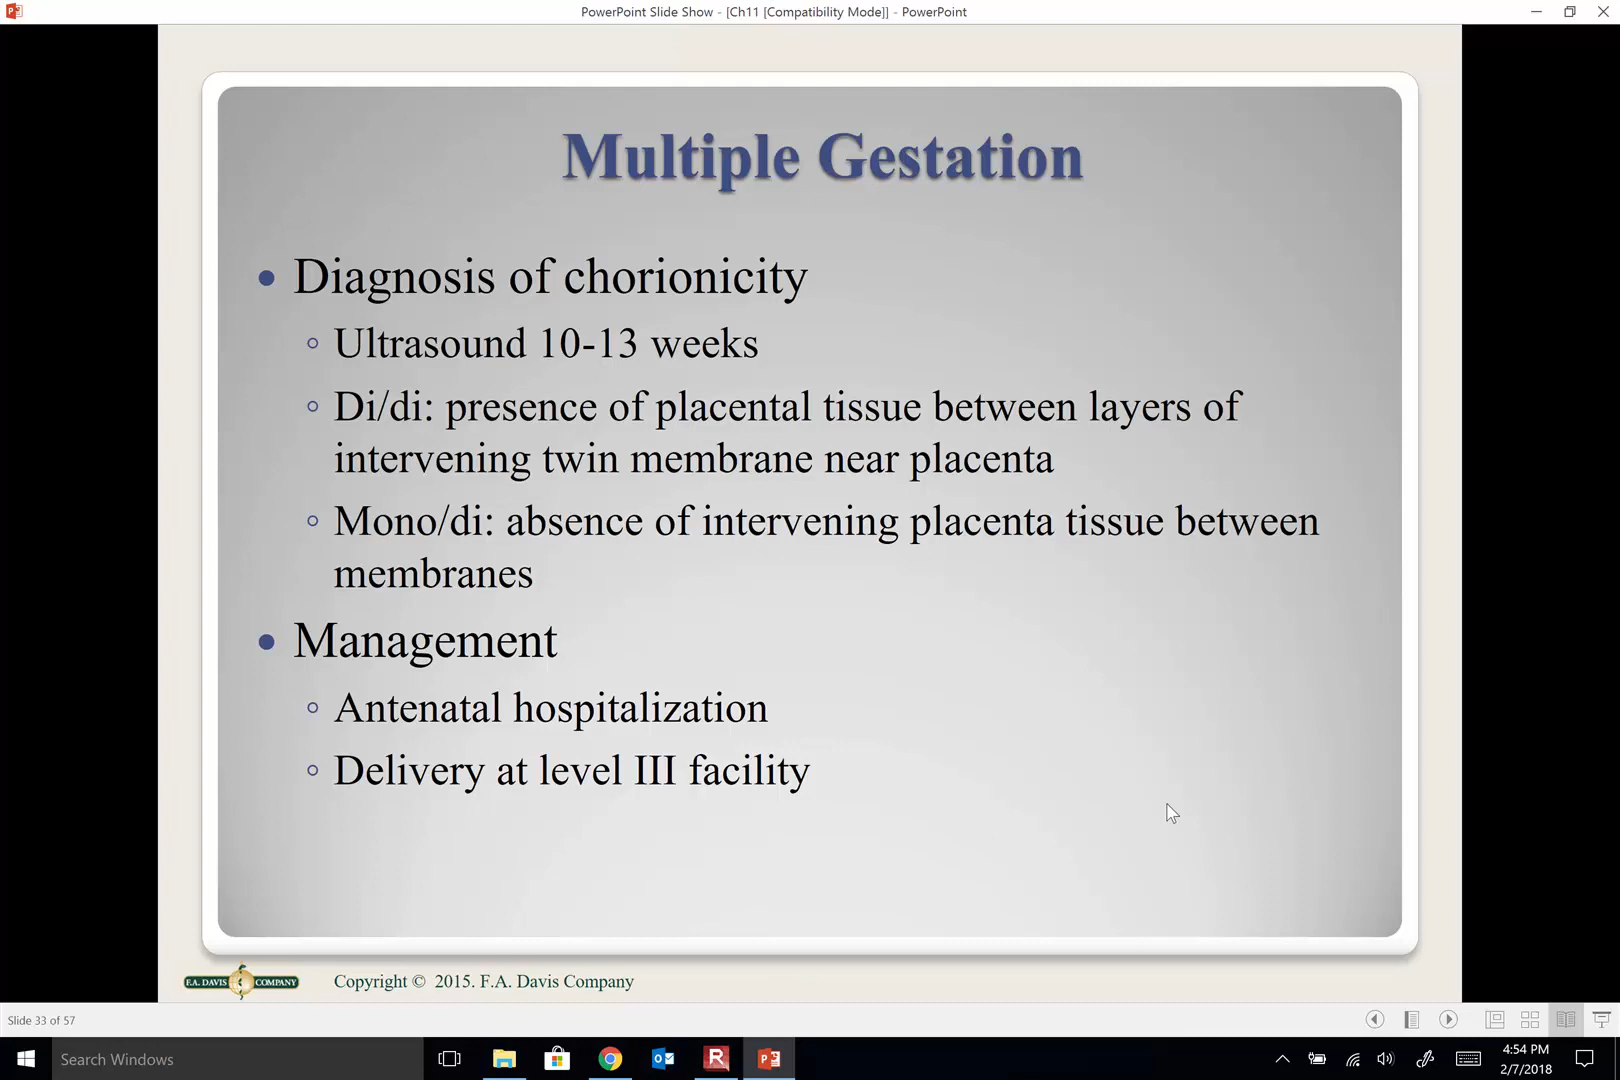 PowerPoint Slide Show - [Ch11 [Compatibility Mode]] - PowerPoint
Multiple Gestation
Diagnosis of chorionicity
Ultrasound 10-13 weeks
Di/di: presence of placental tissue between layers of
intervening twin membrane near placenta
Mono/di: absence of intervening placenta tissue between
membranes
Management
Antenatal hospitalization
Delivery at level III facility
F.A. DAVIS COMPANY
Copyright © 2015. F.A. Davis Company
Slide 33 of 57
Search Windows
4:54 PM
2/7/2018